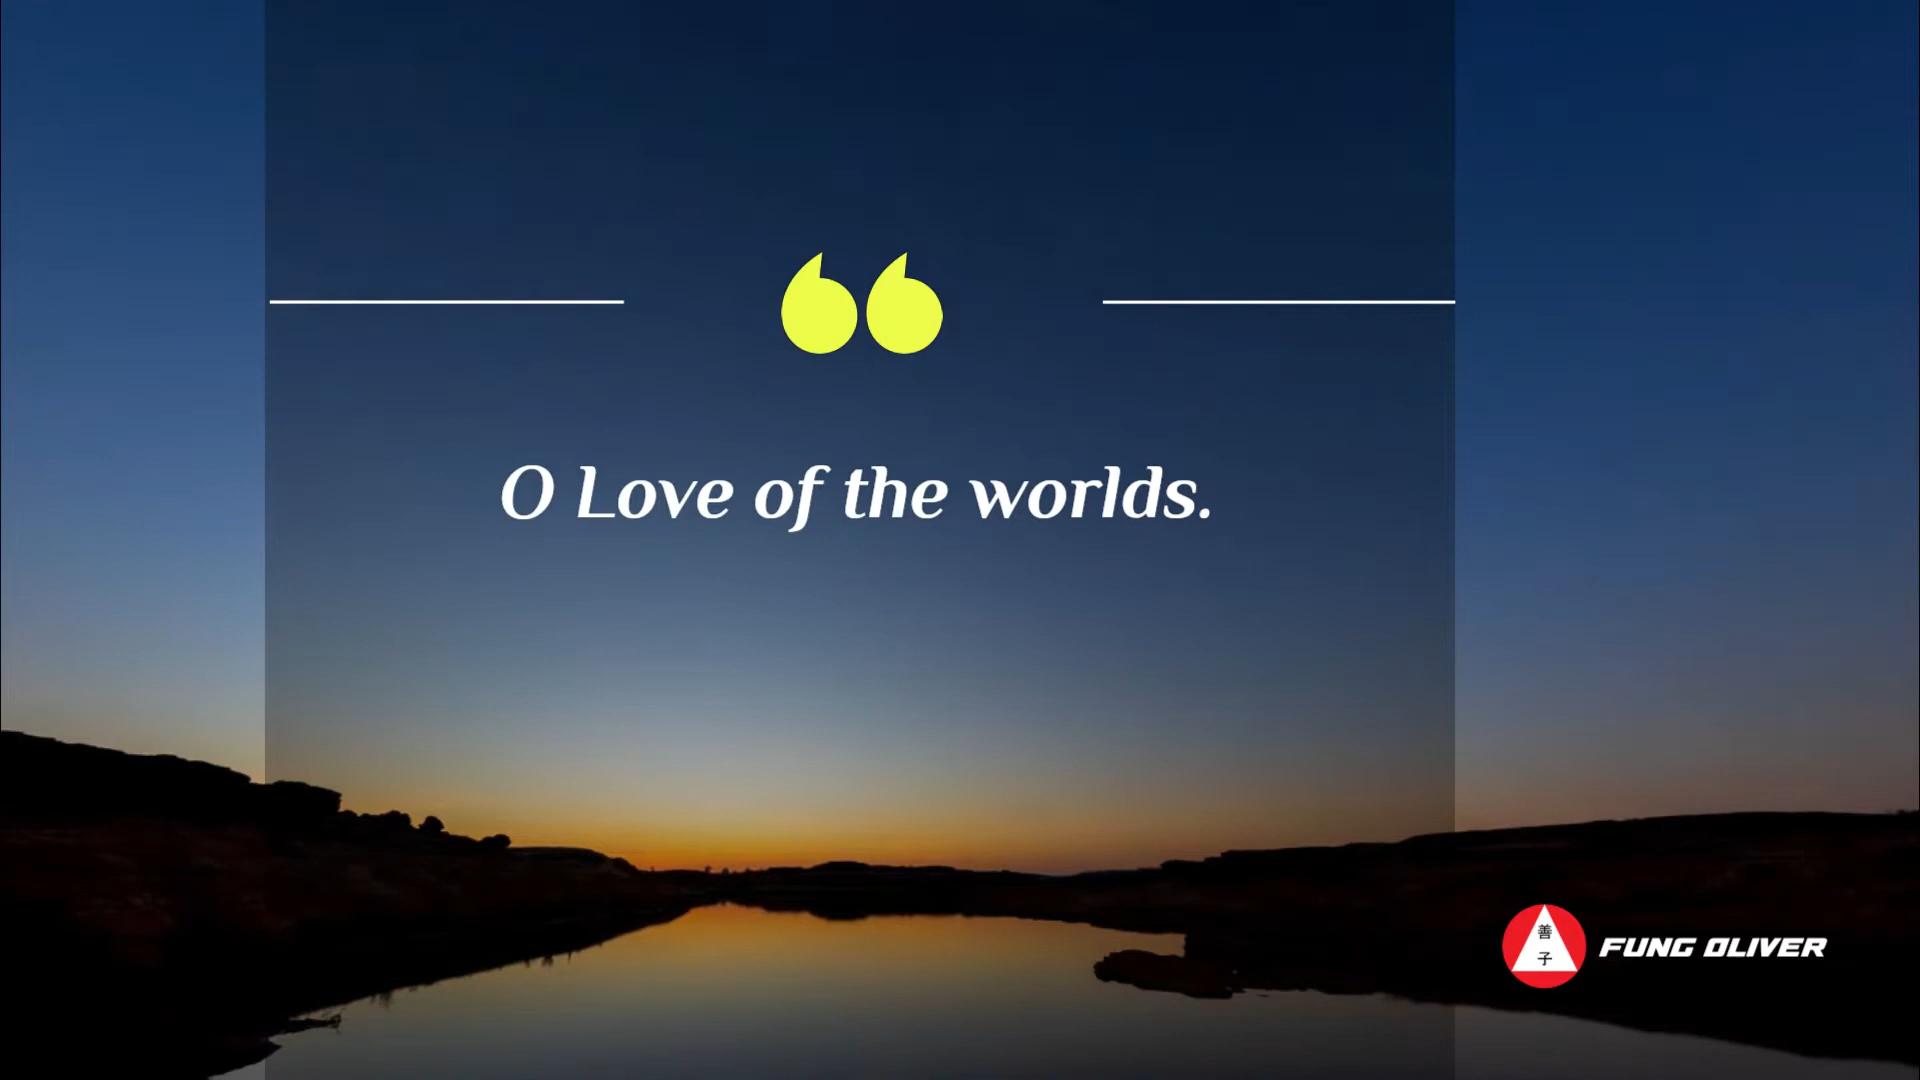 O Love of the worlds.
善
子
FUNG OLIVER